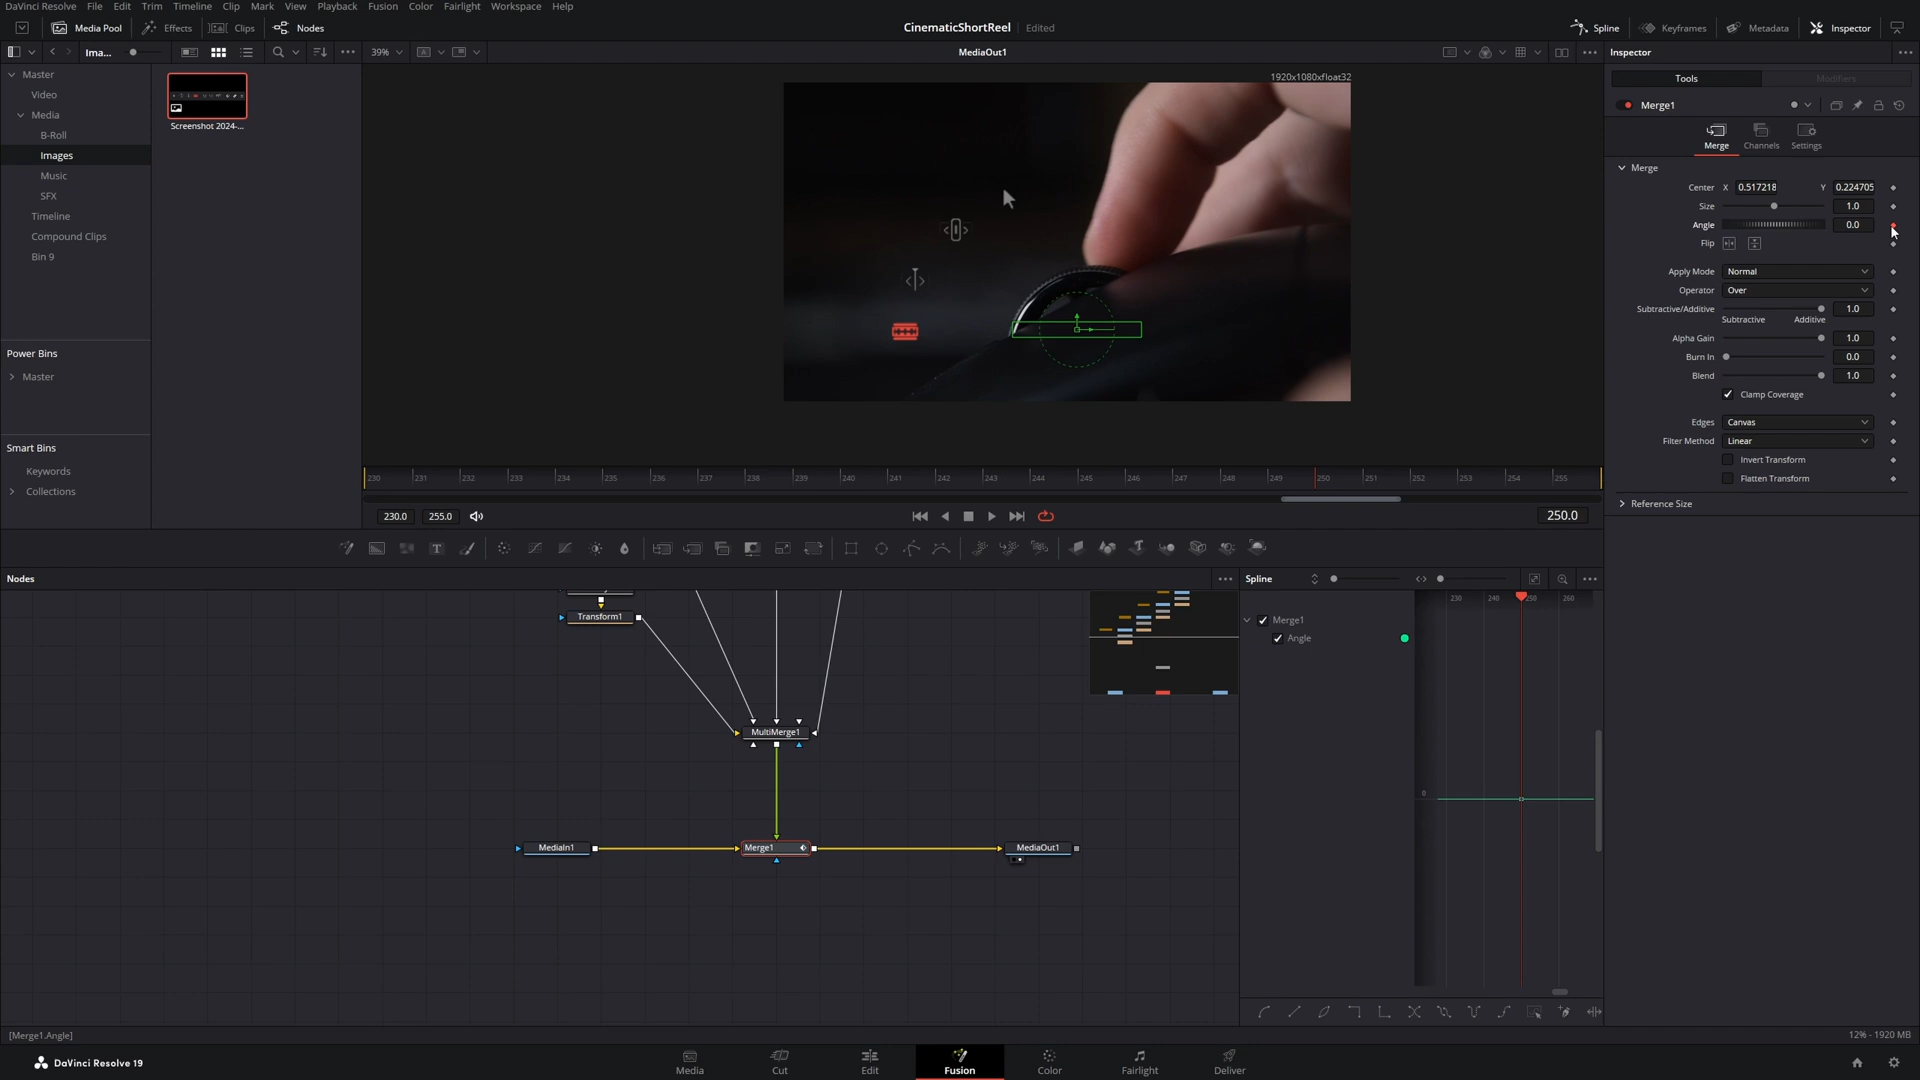 DaVinci Resolve File Edit Trim Timeline Clip Mark View Playback Fusion Color Fairlight Workspace Help
Media Pool Effects Clips Nodes CinematicShortReel Edited Spline Keyframes Metadata Inspector
Ima... 39% MediaOut1 Inspector
Master
Video
Media
B-Roll
Images
Music
SFX
Timeline
Compound Clips
Bin 9
Power Bins
Master
Smart Bins
Keywords
Collections
Screenshot 2024-...
1920x1080xfloat32
230 231 232 233 234 235 236 237 238 239 240 241 242 243 244 245 246 247 248 249 250 251 252 253 254 255
230.0 255.0 250.0
Tools Modifiers
Merge1
Merge Channels Settings
Merge
Center X 0.517218 Y 0.224705
Size 1.0
Angle 0.0
Flip
Apply Mode Normal
Operator Over
Subtractive/Additive 1.0
Subtractive Additive
Alpha Gain 1.0
Burn In 0.0
Blend 1.0
Clamp Coverage
Edges Canvas
Filter Method Linear
Invert Transform
Flatten Transform
Reference Size
Nodes
Transform1
MultiMerge1
MediaIn1 Merge1 MediaOut1
Spline
230 240 250 260
Merge1
Angle
0
[Merge1.Angle] 12% - 1920 MB
DaVinci Resolve 19
Media Cut Edit Fusion Color Fairlight Deliver